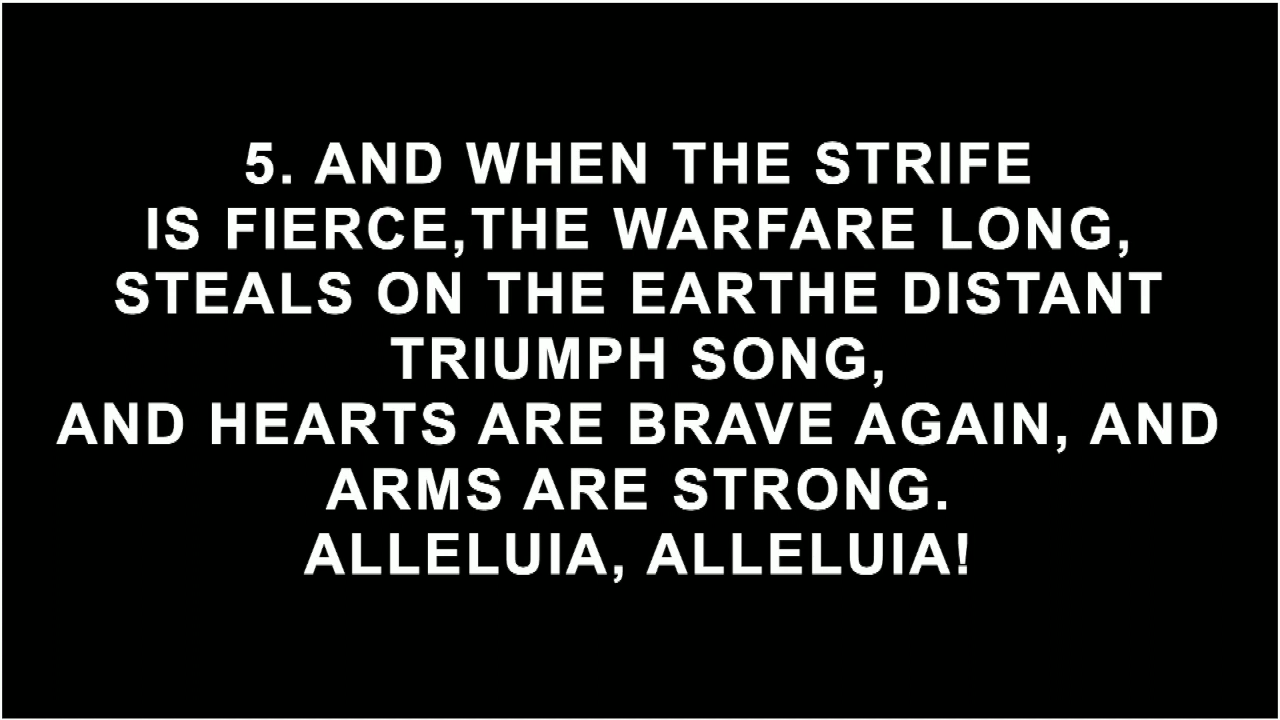 5. AND WHEN THE STRIFE
IS FIERCE,THE WARFARE LONG,
STEALS ON THE EARTHE DISTANT
TRIUMPH SONG,
AND HEARTS ARE BRAVE AGAIN, AND
ARMS ARE STRONG.
ALLELUIA, ALLELUIA!